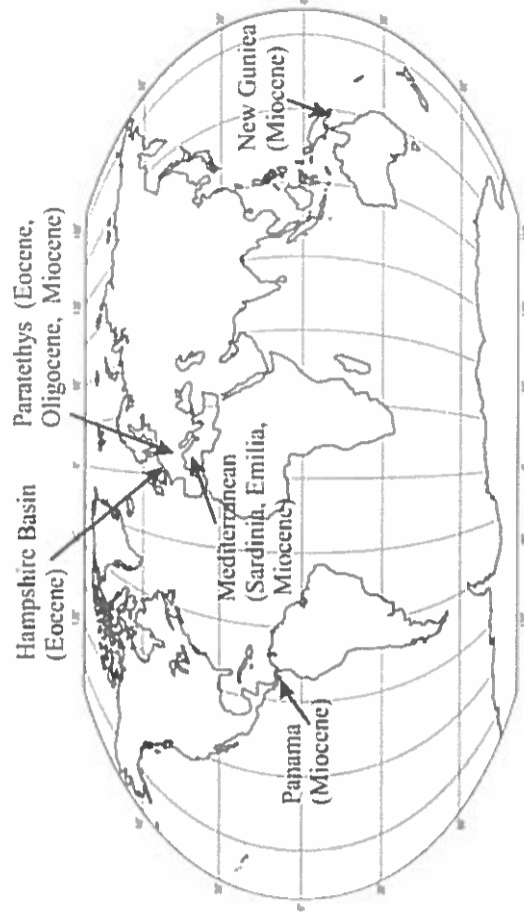 Hampshire Basin
(Eocene)
Paratethys (Eocene,
Oligocene, Miocene)
New Guniea
(Miocene)
Mediterranean
(Sardinia, Emilia,
Miocene)
Panama
(Miocene)